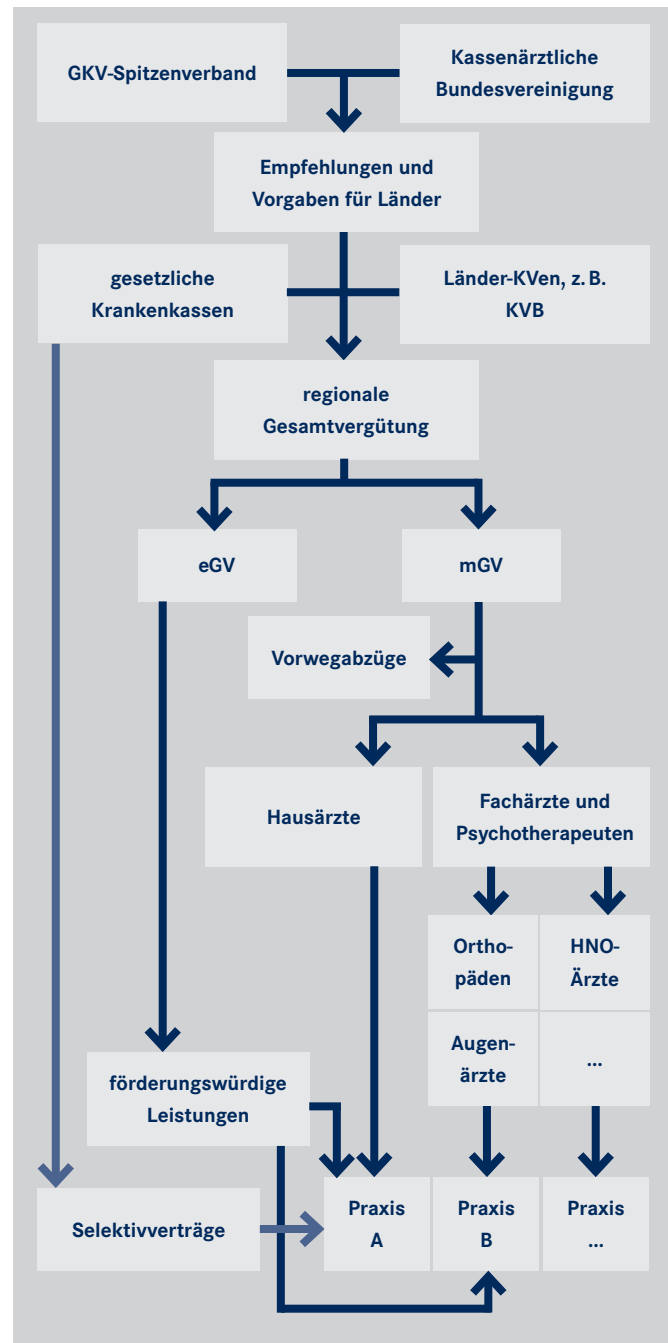 GKV-Spitzenverband
Kassenärztliche
Bundesvereinigung
Empfehlungen und
Vorgaben für Länder
gesetzliche
Krankenkassen
Länder-KVen, z. B.
KVB
regionale
Gesamtvergütung
eGV
mGV
Vorwegabzüge
Hausärzte
Fachärzte und
Psychotherapeuten
Ortho-
päden
HNO-
Ärzte
Augen-
ärzte
...
förderungswürdige
Leistungen
Selektivverträge
Praxis
A
Praxis
B
Praxis
...